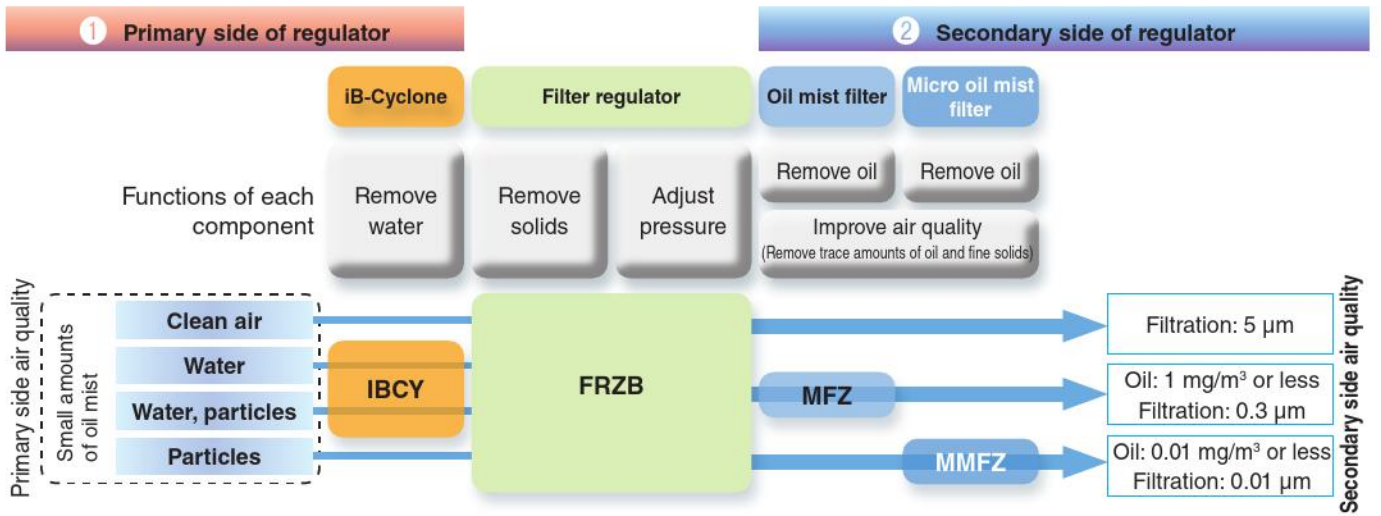 ① Primary side of regulator
② Secondary side of regulator
iB-Cyclone
Filter regulator
Oil mist filter
Micro oil mist
filter
Functions of each
component
Remove
water
Remove
solids
Adjust
pressure
Remove oil
Remove oil
Improve air quality
(Remove trace amounts of oil and fine solids)
Primary side air quality
Small amounts
of oil mist
Clean air
Water
Water, particles
Particles
IBCY
FRZB
MFZ
MMFZ
Filtration: 5 μm
Oil: 1 mg/m³ or less
Filtration: 0.3 μm
Oil: 0.01 mg/m³ or less
Filtration: 0.01 μm
Secondary side air quality